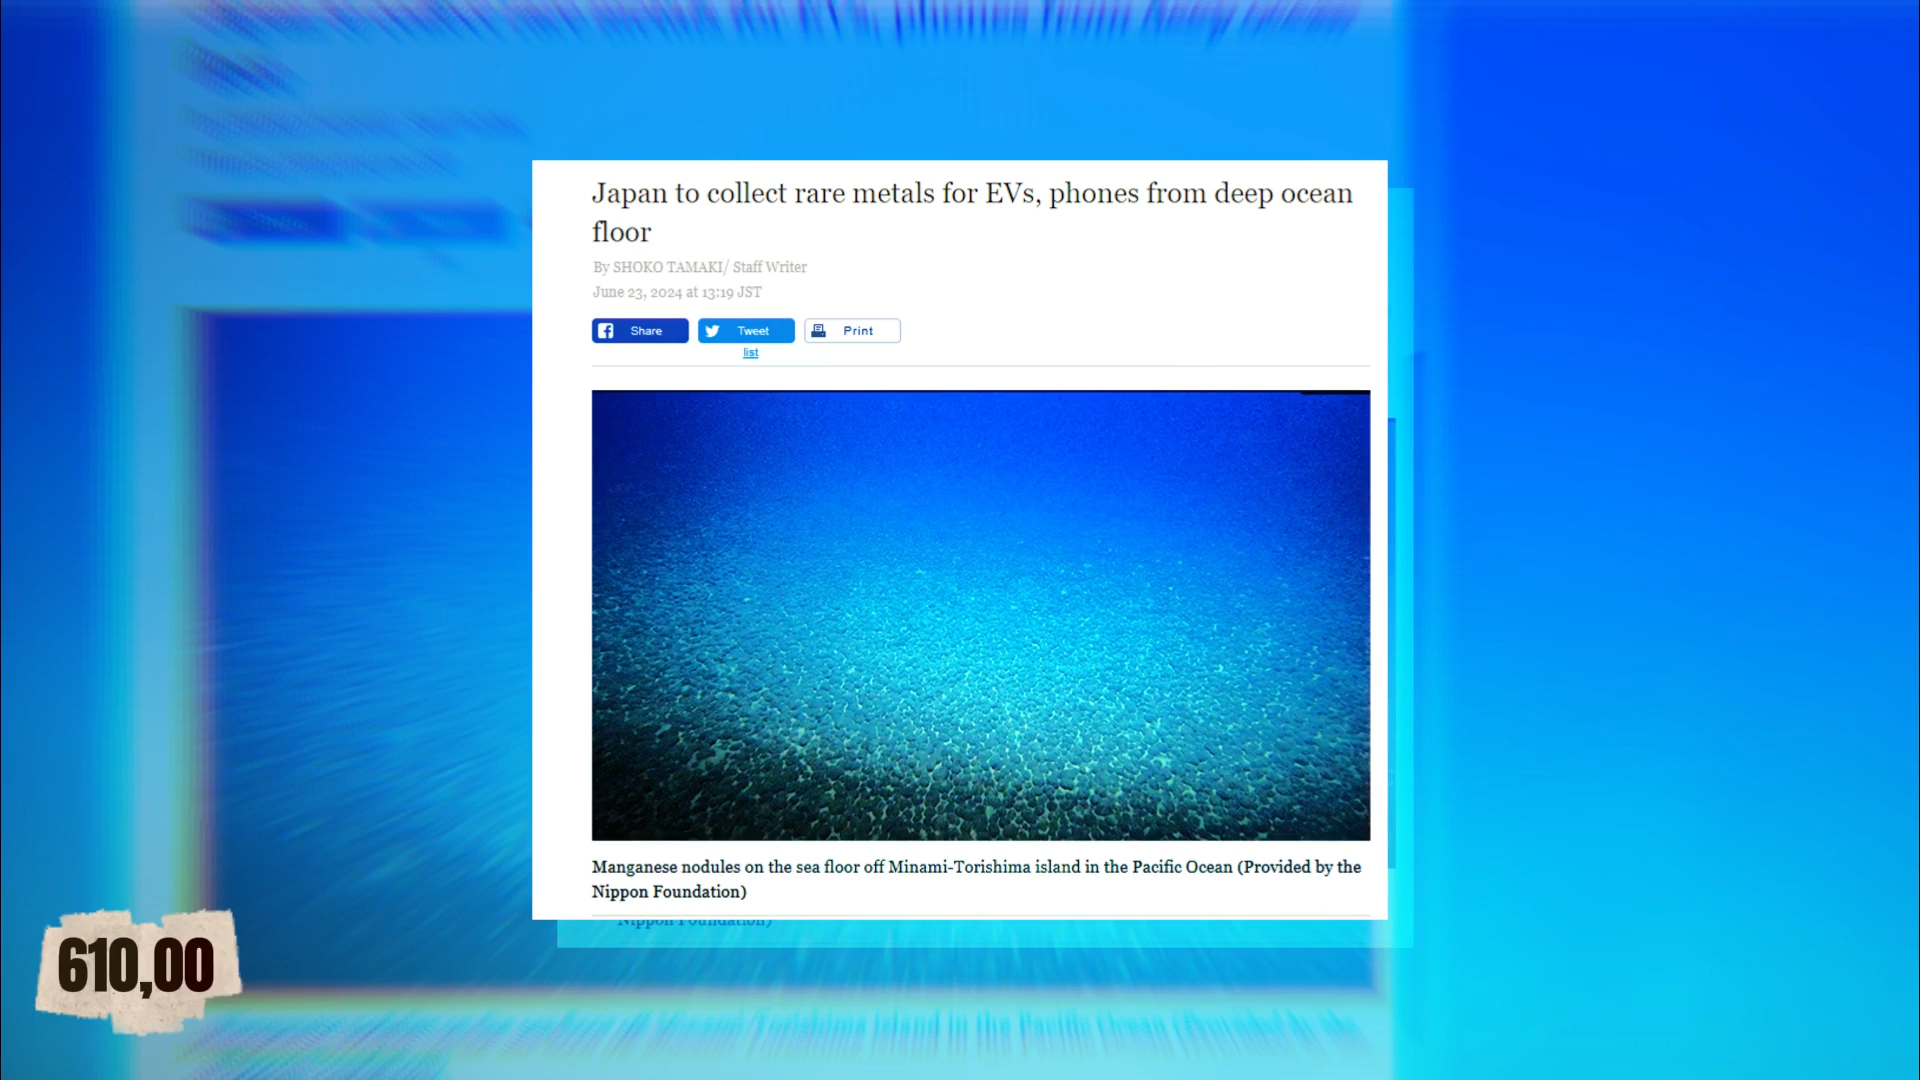 Japan to collect rare metals for EVs, phones from deep ocean
floor
By SHOKO TAMAKI/ Staff Writer
June 23, 2024 at 13:19 JST
Share Tweet Print
list
Manganese nodules on the sea floor off Minami-Torishima island in the Pacific Ocean (Provided by the
Nippon Foundation)
Nippon Foundation)
610,00